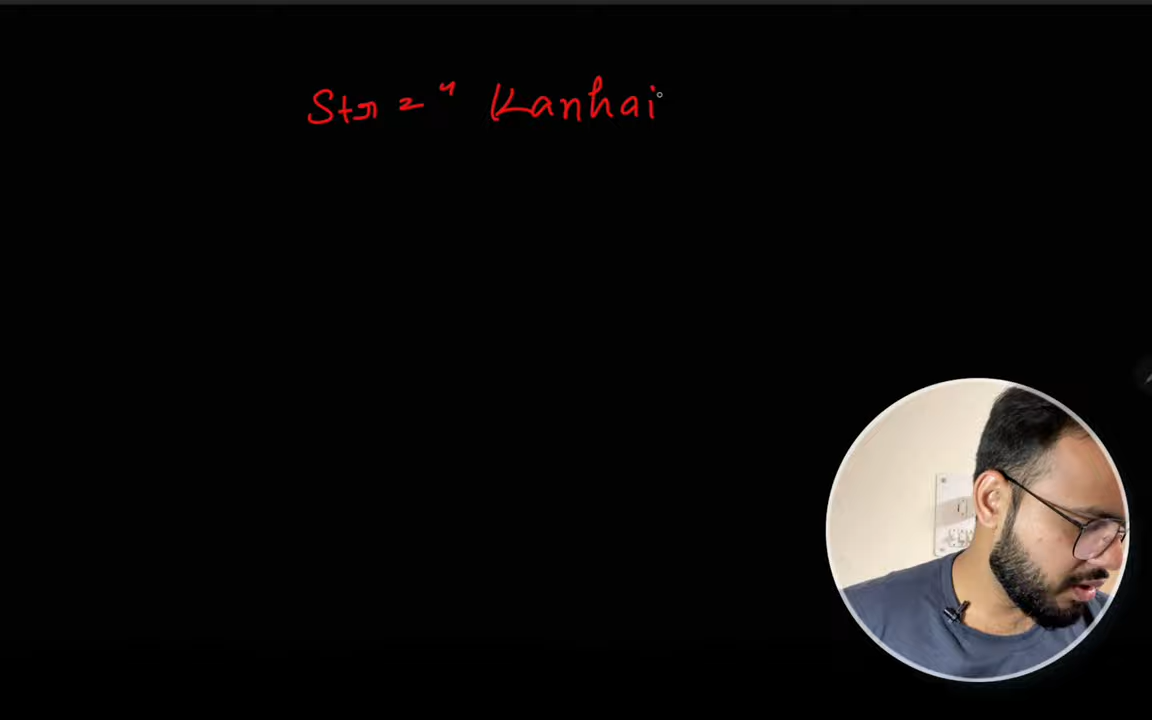 Str = " Kanhai